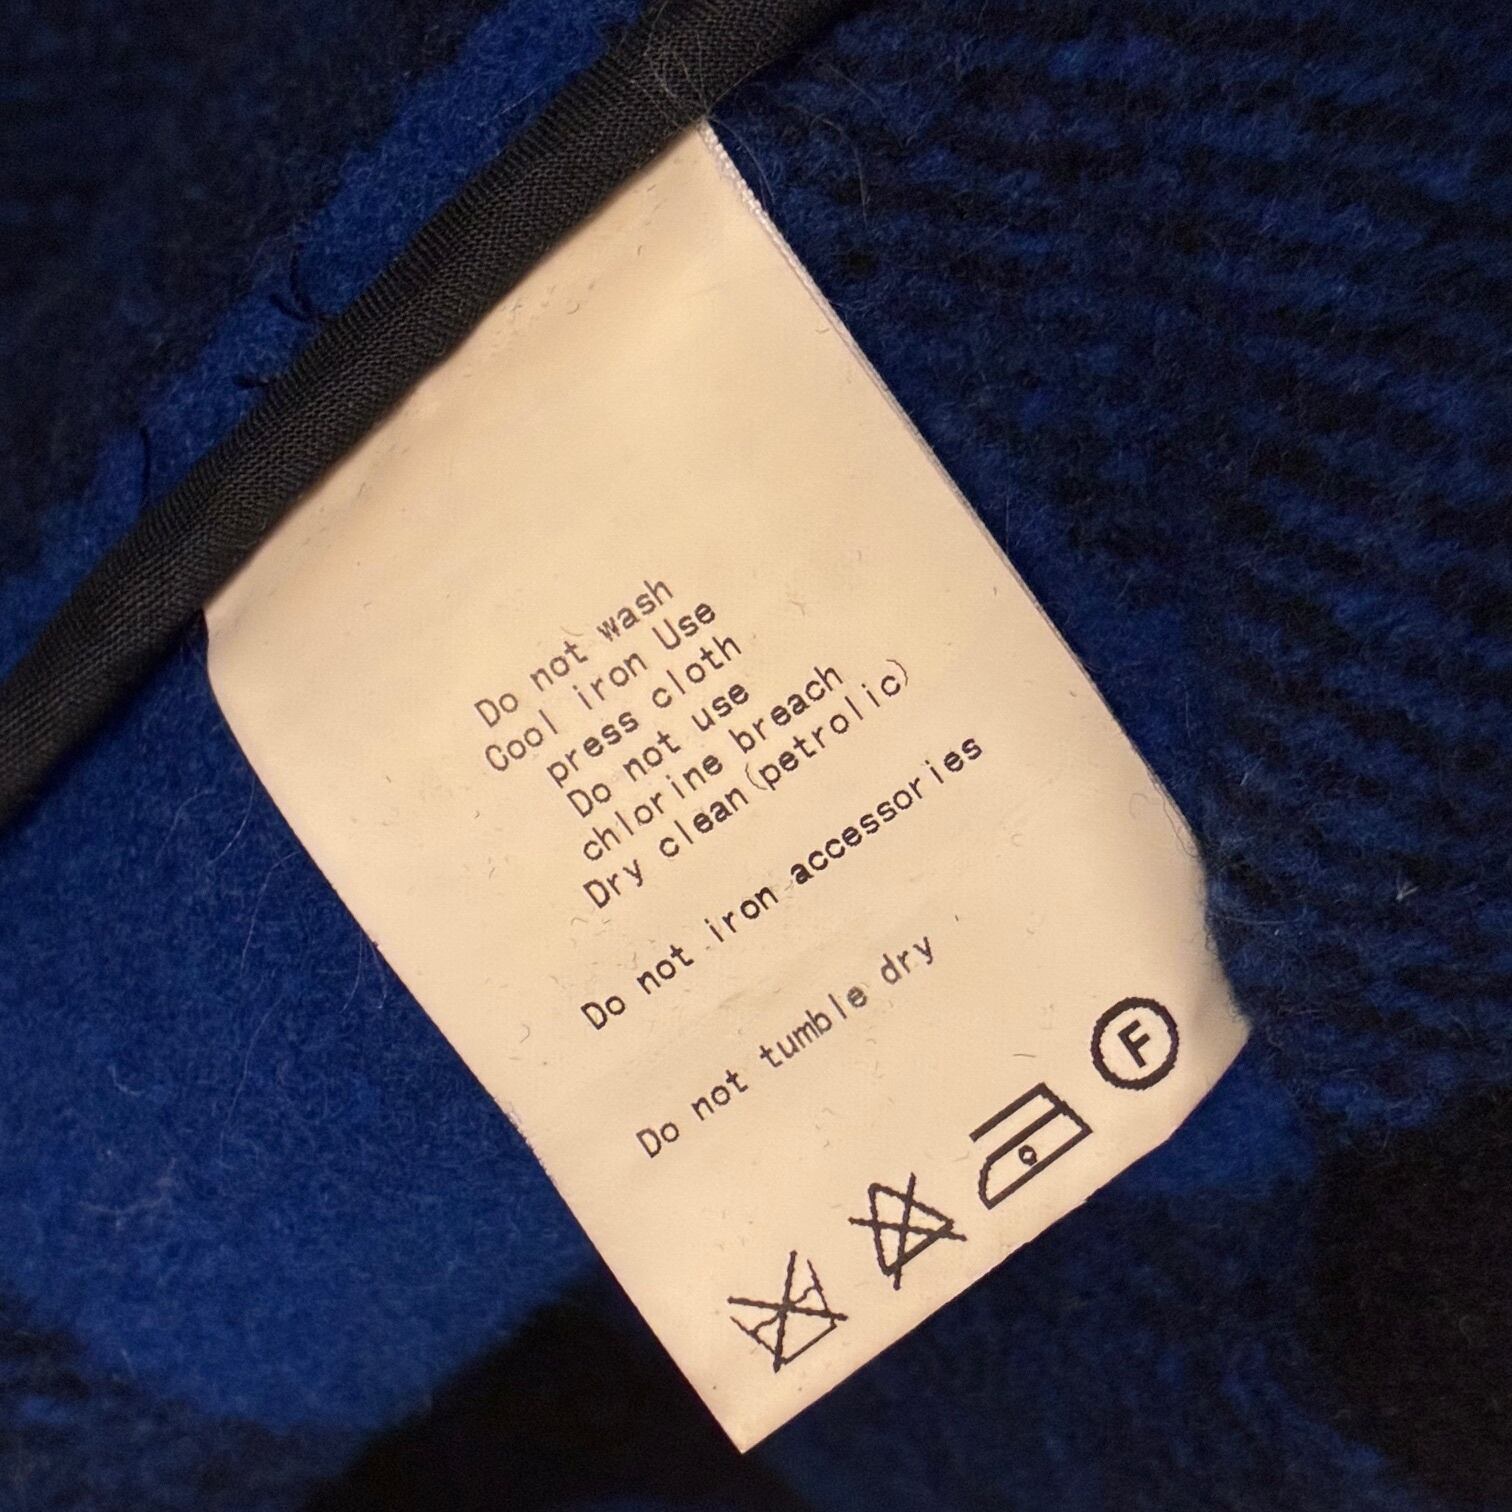 Do not wash
Cool iron Use
press cloth
Do not use
chlorine breach
Dry clean(petrolic)
Do not iron accessories
Do not tumble dry
F